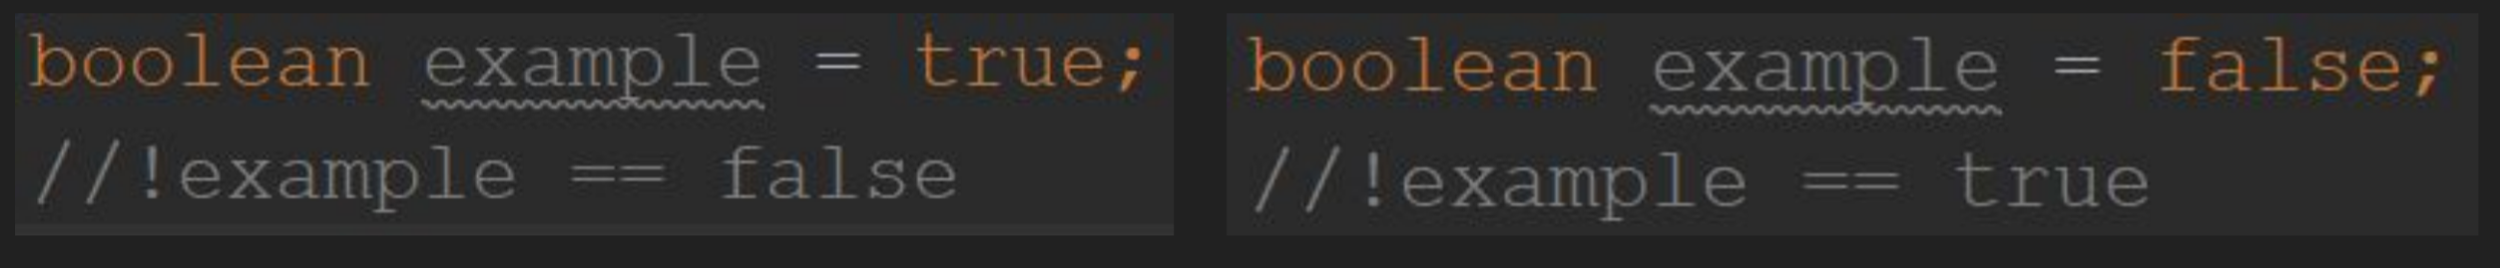 boolean example = true;
//!example == false
boolean example = false;
//!example == true